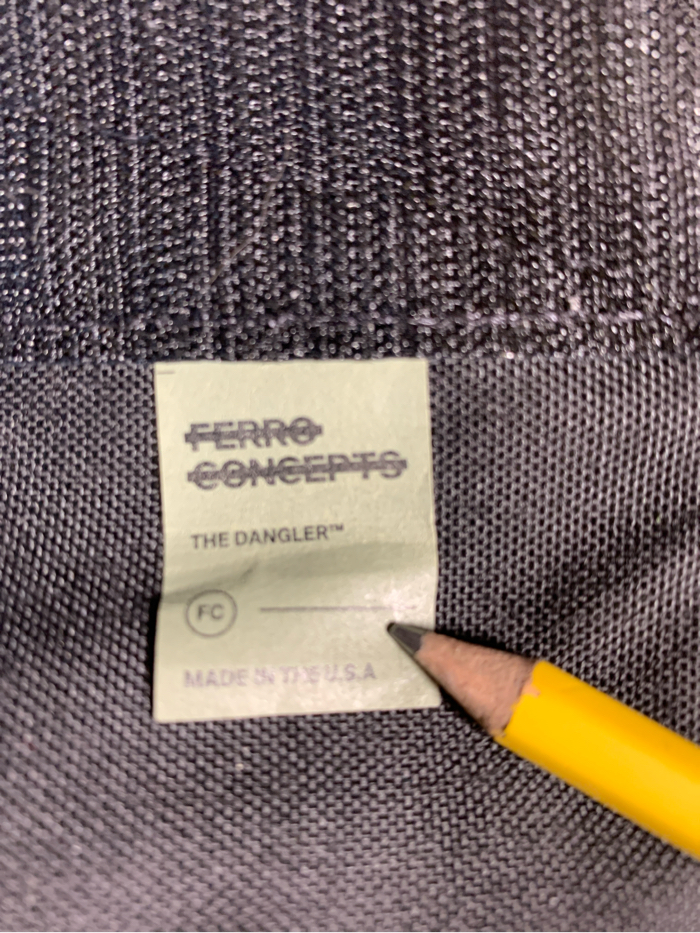 FERRO
CONCEPTS
THE DANGLER™
FC
MADE IN THE U.S.A